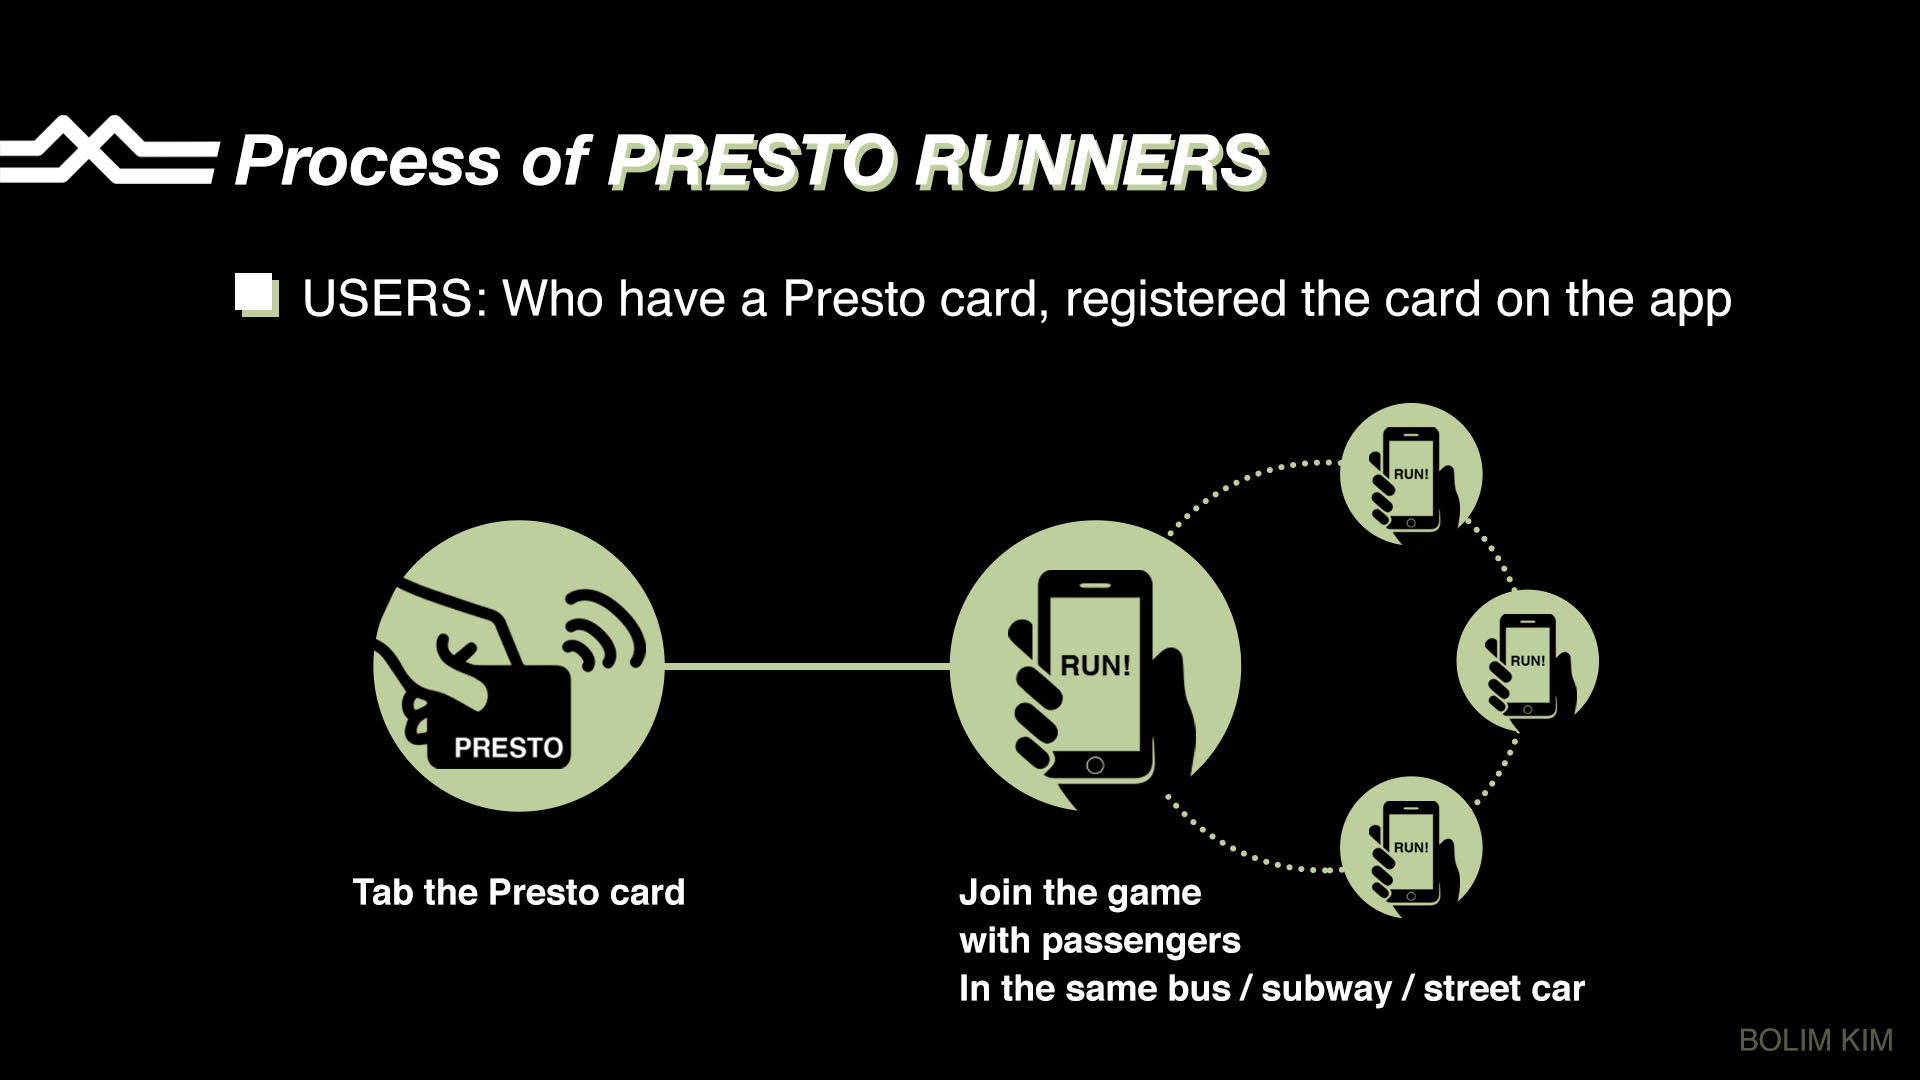 Process of PRESTO RUNNERS
USERS: Who have a Presto card, registered the card on the app
RUN!
RUN!
RUN!
RUN!
PRESTO
Tab the Presto card
Join the game
with passengers
In the same bus / subway / street car
BOLIM KIM